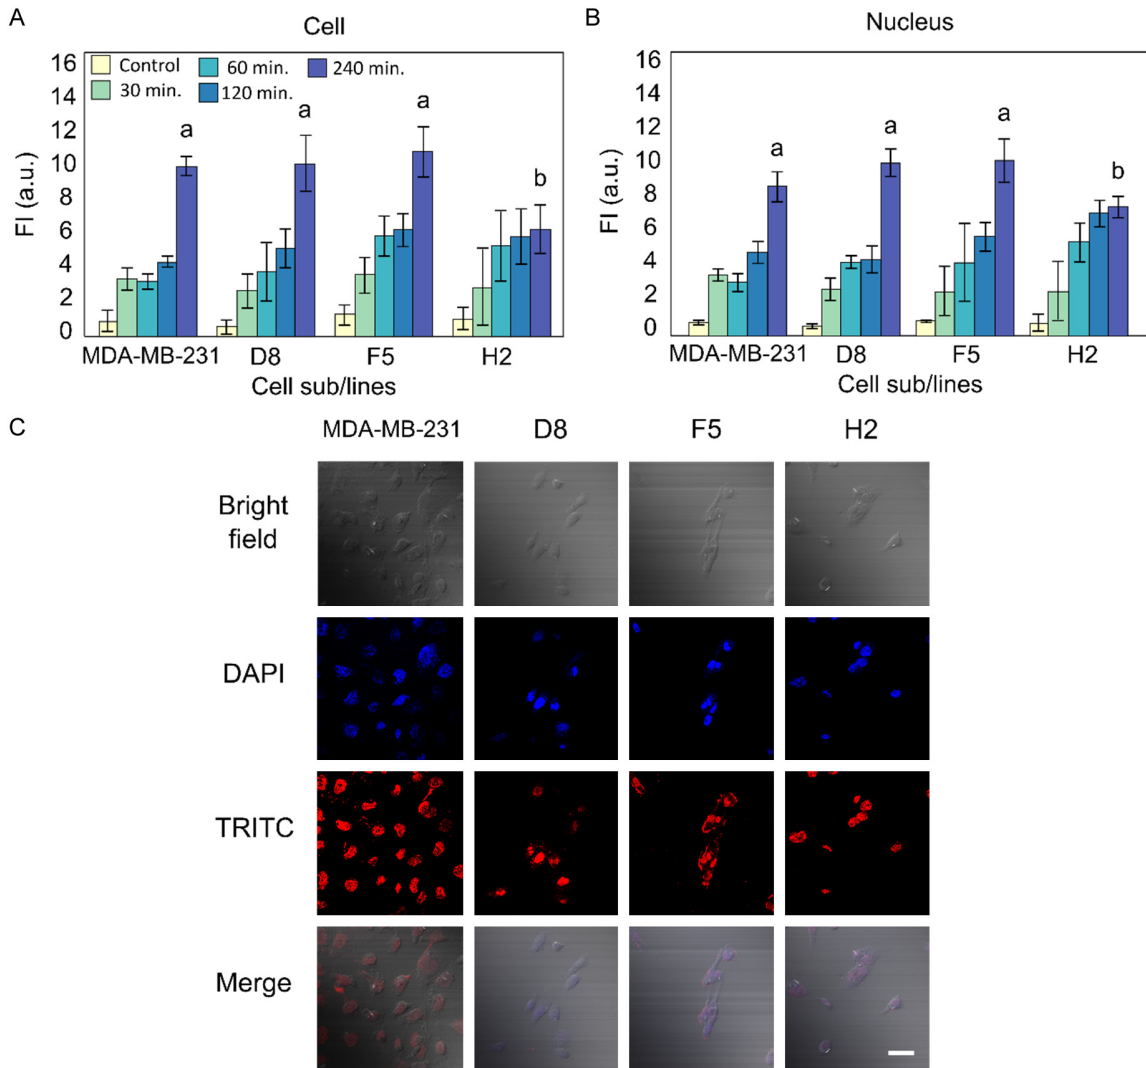 A
Cell
Control
30 min.
60 min.
120 min.
240 min.
16
14
12
10
8
6
4
2
0
FI (a.u.)
a
a
a
b
MDA-MB-231
D8
F5
H2
Cell sub/lines
B
Nucleus
16
14
12
10
8
6
4
2
0
FI (a.u.)
a
a
a
b
MDA-MB-231
D8
F5
H2
Cell sub/lines
C
MDA-MB-231
D8
F5
H2
Bright
field
DAPI
TRITC
Merge